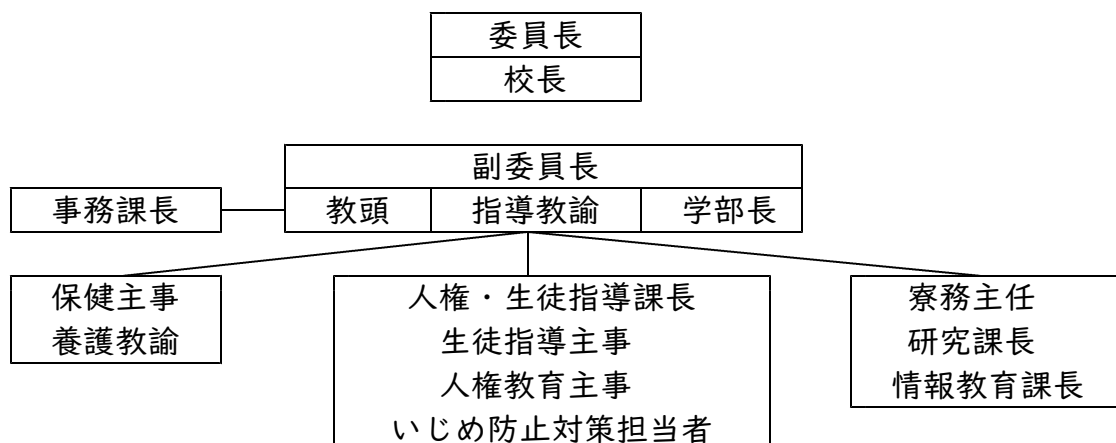 委員長
校長
副委員長
事務課長
教頭 指導教諭 学部長
保健主事
養護教諭
人権・生徒指導課長
生徒指導主事
人権教育主事
いじめ防止対策担当者
寮務主任
研究課長
情報教育課長